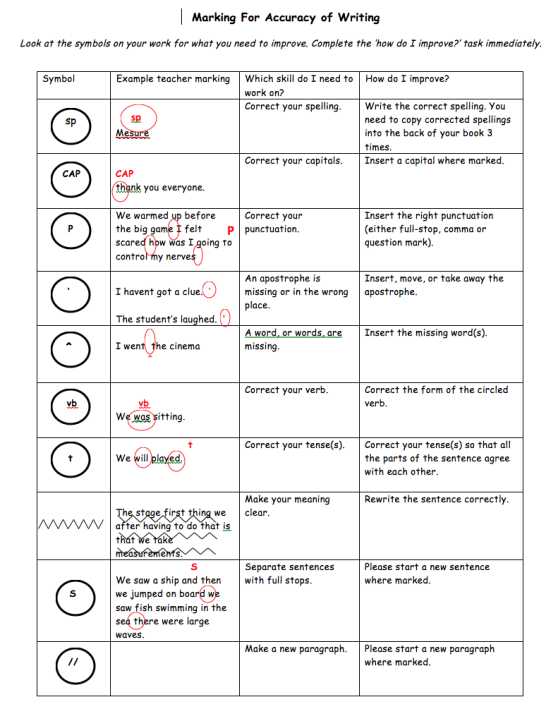 Marking For Accuracy of Writing
Look at the symbols on your work for what you need to improve. Complete the 'how do I improve?' task immediately.
Symbol
Example teacher marking
Which skill do I need to
work on?
How do I improve?
sp
sp
Mesure
Correct your spelling.
Write the correct spelling. You
need to copy corrected spellings
into the back of your book 3
times.
CAP
CAP
thank you everyone.
Correct your capitals.
Insert a capital where marked.
P
We warmed up before
the big game I felt
scared how was I going to
control my nerves
P
Correct your
punctuation.
Insert the right punctuation
(either full-stop, comma or
question mark).
'
I havent got a clue. '
The student's laughed. '
An apostrophe is
missing or in the wrong
place.
Insert, move, or take away the
apostrophe.
^
I went the cinema
^
A word, or words, are
missing.
Insert the missing word(s).
vb
vb
We was sitting.
Correct your verb.
Correct the form of the circled
verb.
t
t
We will played.
Correct your tense(s).
Correct your tense(s) so that all
the parts of the sentence agree
with each other.
The stage first thing we
after having to do that is
that we take
measurements.
Make your meaning
clear.
Rewrite the sentence correctly.
S
S
We saw a ship and then
we jumped on board we
saw fish swimming in the
sea there were large
waves.
Separate sentences
with full stops.
Please start a new sentence
where marked.
//
Make a new paragraph.
Please start a new paragraph
where marked.